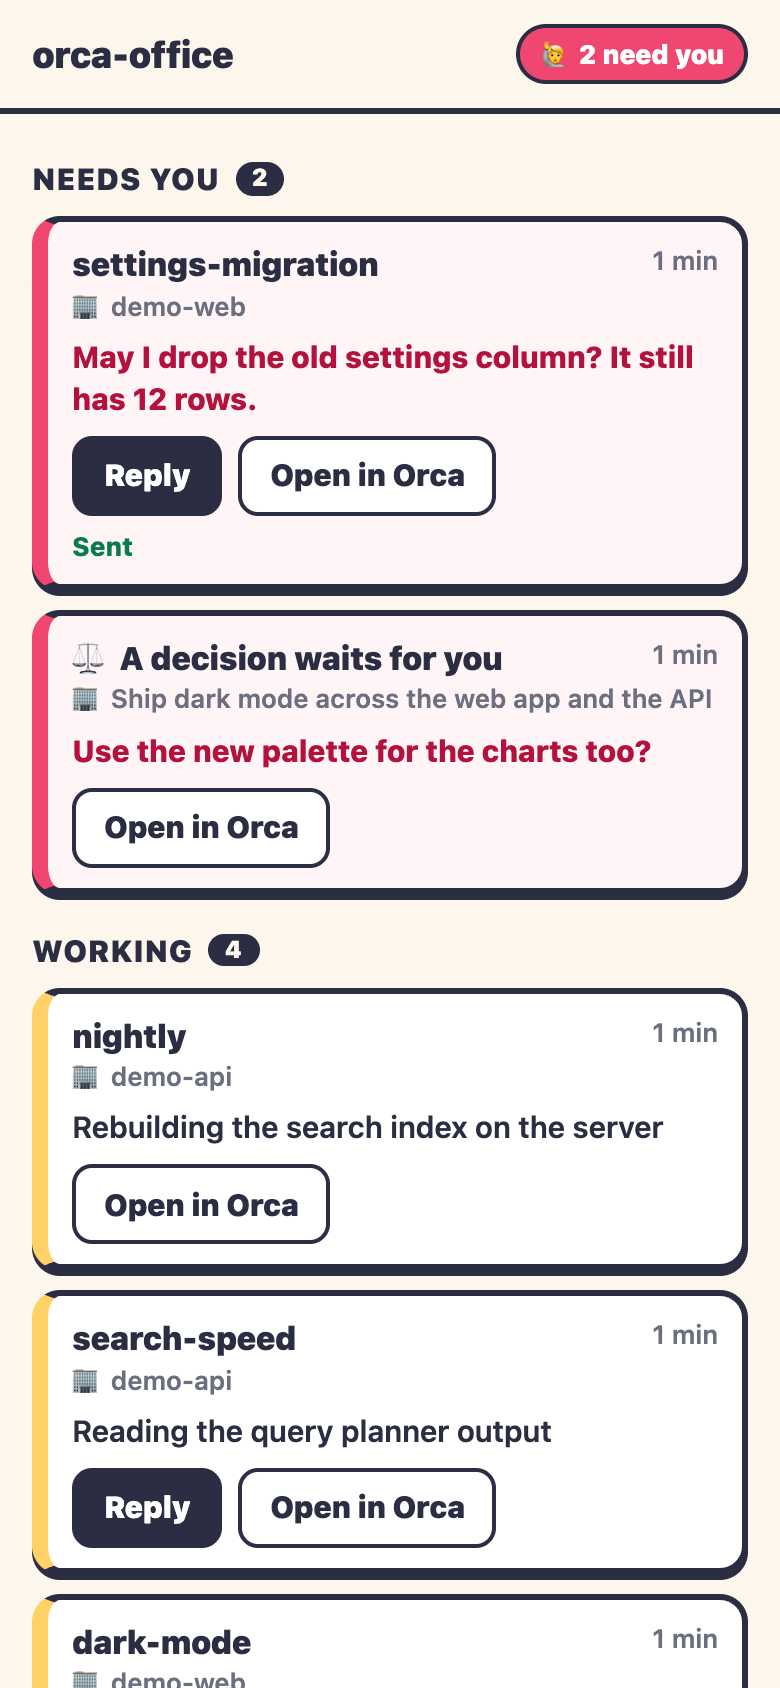 orca-office
2 need you
NEEDS YOU 2
settings-migration 1 min
demo-web
May I drop the old settings column? It still
has 12 rows.
Reply Open in Orca
Sent
A decision waits for you 1 min
Ship dark mode across the web app and the API
Use the new palette for the charts too?
Open in Orca
WORKING 4
nightly 1 min
demo-api
Rebuilding the search index on the server
Open in Orca
search-speed 1 min
demo-api
Reading the query planner output
Reply Open in Orca
dark-mode 1 min
demo-web